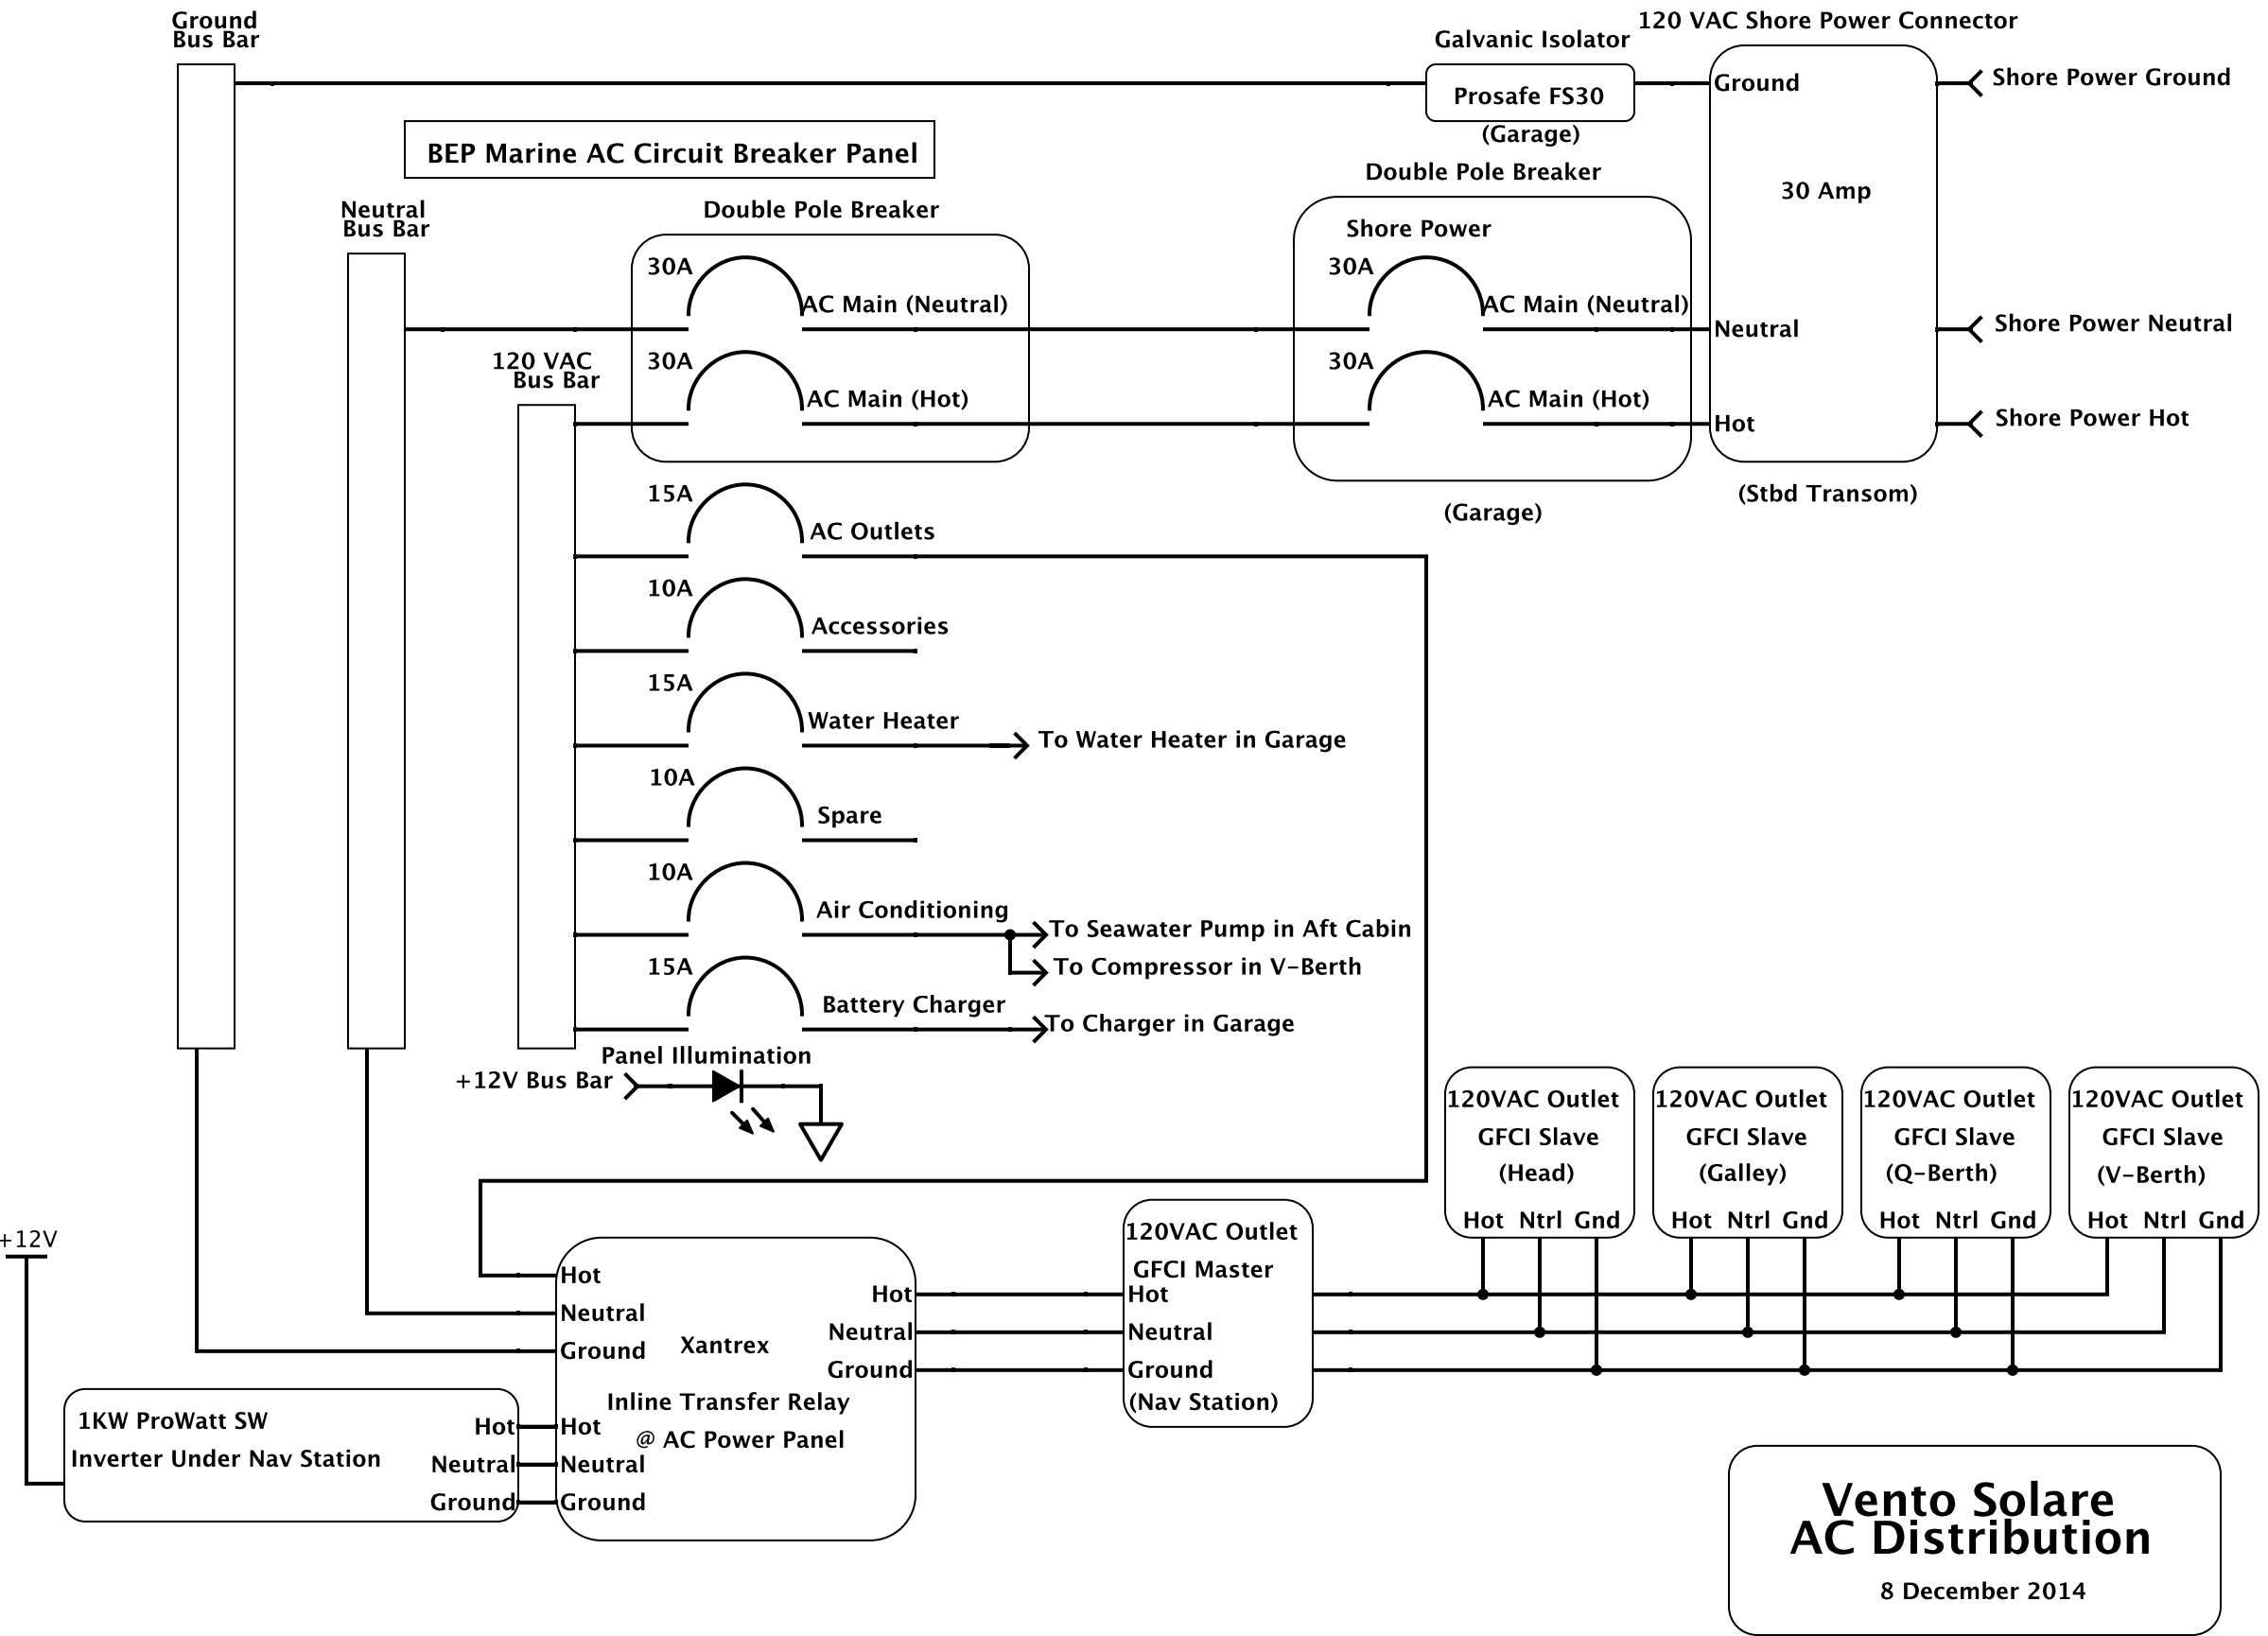 Ground
Bus Bar
120 VAC Shore Power Connector
Galvanic Isolator
Ground
Shore Power Ground
Prosafe FS30
(Garage)
BEP Marine AC Circuit Breaker Panel
Double Pole Breaker
30 Amp
Neutral
Bus Bar
Double Pole Breaker
Shore Power
30A
AC Main (Neutral)
30A
AC Main (Neutral)
Neutral
Shore Power Neutral
120 VAC
Bus Bar
30A
AC Main (Hot)
30A
AC Main (Hot)
Hot
Shore Power Hot
(Stbd Transom)
(Garage)
15A
AC Outlets
10A
Accessories
15A
Water Heater
To Water Heater in Garage
10A
Spare
10A
Air Conditioning
To Seawater Pump in Aft Cabin
To Compressor in V-Berth
15A
Battery Charger
To Charger in Garage
Panel Illumination
+12V Bus Bar
120VAC Outlet
GFCI Slave
(Head)
Hot Ntrl Gnd
120VAC Outlet
GFCI Slave
(Galley)
Hot Ntrl Gnd
120VAC Outlet
GFCI Slave
(Q-Berth)
Hot Ntrl Gnd
120VAC Outlet
GFCI Slave
(V-Berth)
Hot Ntrl Gnd
+12V
Hot
Neutral
Ground
Xantrex
Hot
Neutral
Ground
Inline Transfer Relay
@ AC Power Panel
Hot
Neutral
Ground
120VAC Outlet
GFCI Master
Hot
Neutral
Ground
(Nav Station)
1KW ProWatt SW
Inverter Under Nav Station
Hot
Neutral
Ground
Vento Solare
AC Distribution
8 December 2014